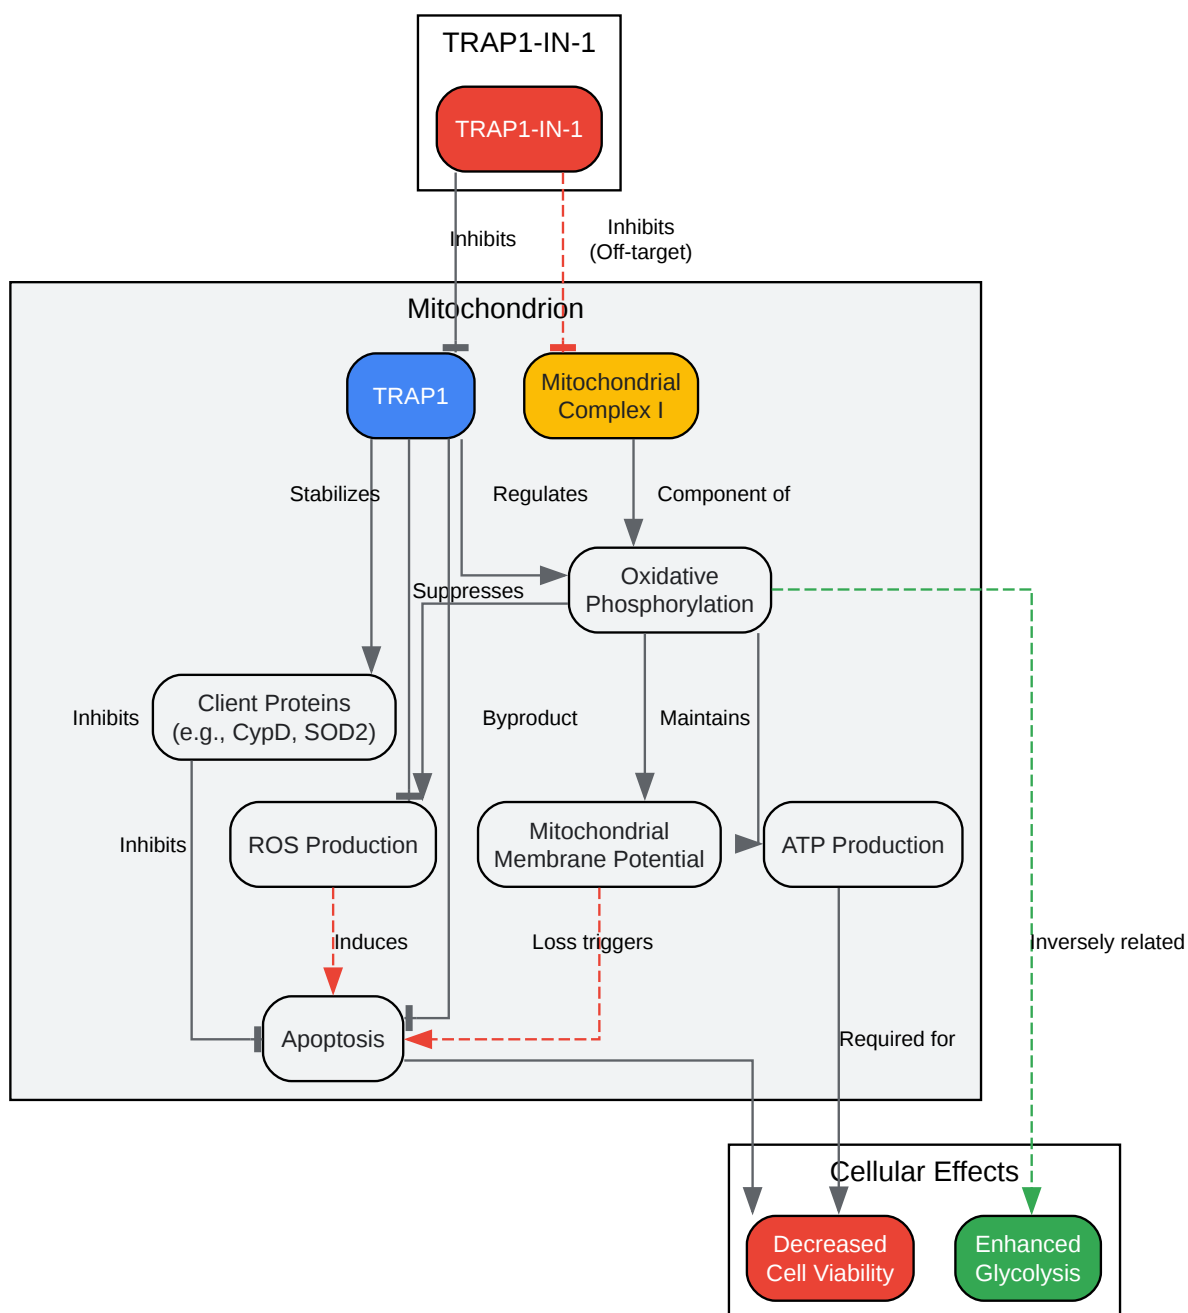 TRAP1-IN-1
TRAP1-IN-1
Inhibits
Inhibits
(Off-target)
Mitochondrion
TRAP1
Mitochondrial
Complex I
Stabilizes
Regulates
Component of
Oxidative
Phosphorylation
Suppresses
Client Proteins
(e.g., CypD, SOD2)
Inhibits
Byproduct
Maintains
Inhibits
ROS Production
Mitochondrial
Membrane Potential
ATP Production
Induces
Loss triggers
Inversely related
Apoptosis
Required for
Cellular Effects
Decreased
Cell Viability
Enhanced
Glycolysis